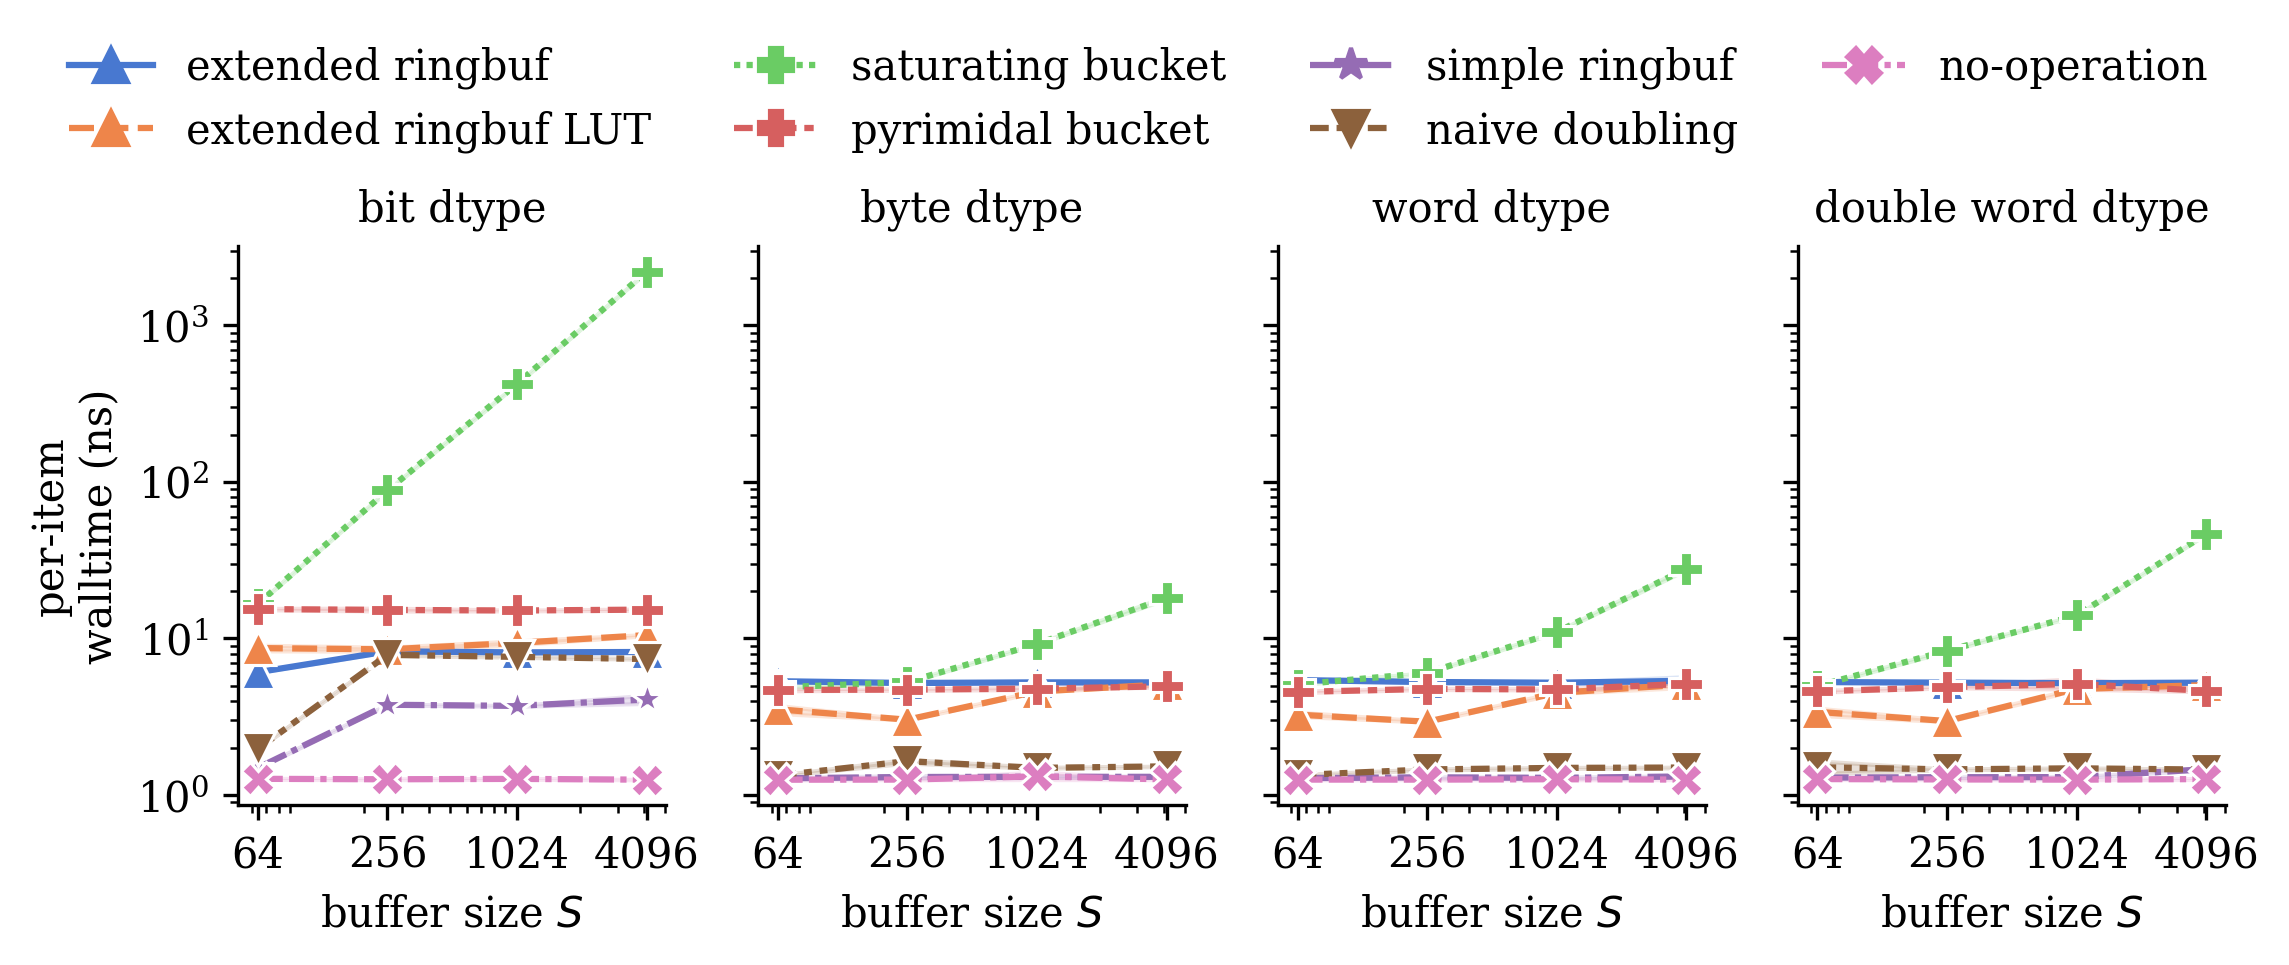 extended ringbuf
saturating bucket
simple ringbuf
no-operation
extended ringbuf LUT
pyrimidal bucket
naive doubling
bit dtype
byte dtype
word dtype
double word dtype
per-item
walltime (ns)
10³
10²
10¹
10⁰
64 256 1024 4096
64 256 1024 4096
64 256 1024 4096
64 256 1024 4096
buffer size S
buffer size S
buffer size S
buffer size S